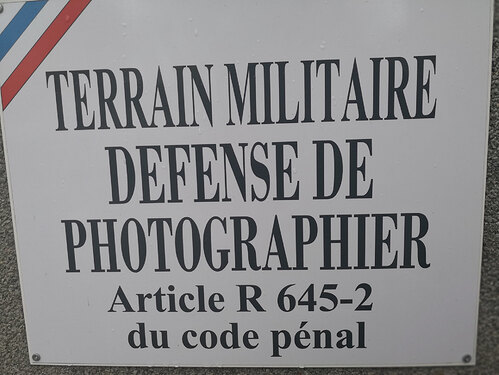 TERRAIN MILITAIRE
DEFENSE DE
PHOTOGRAPHIER
Article R 645-2
du code pénal